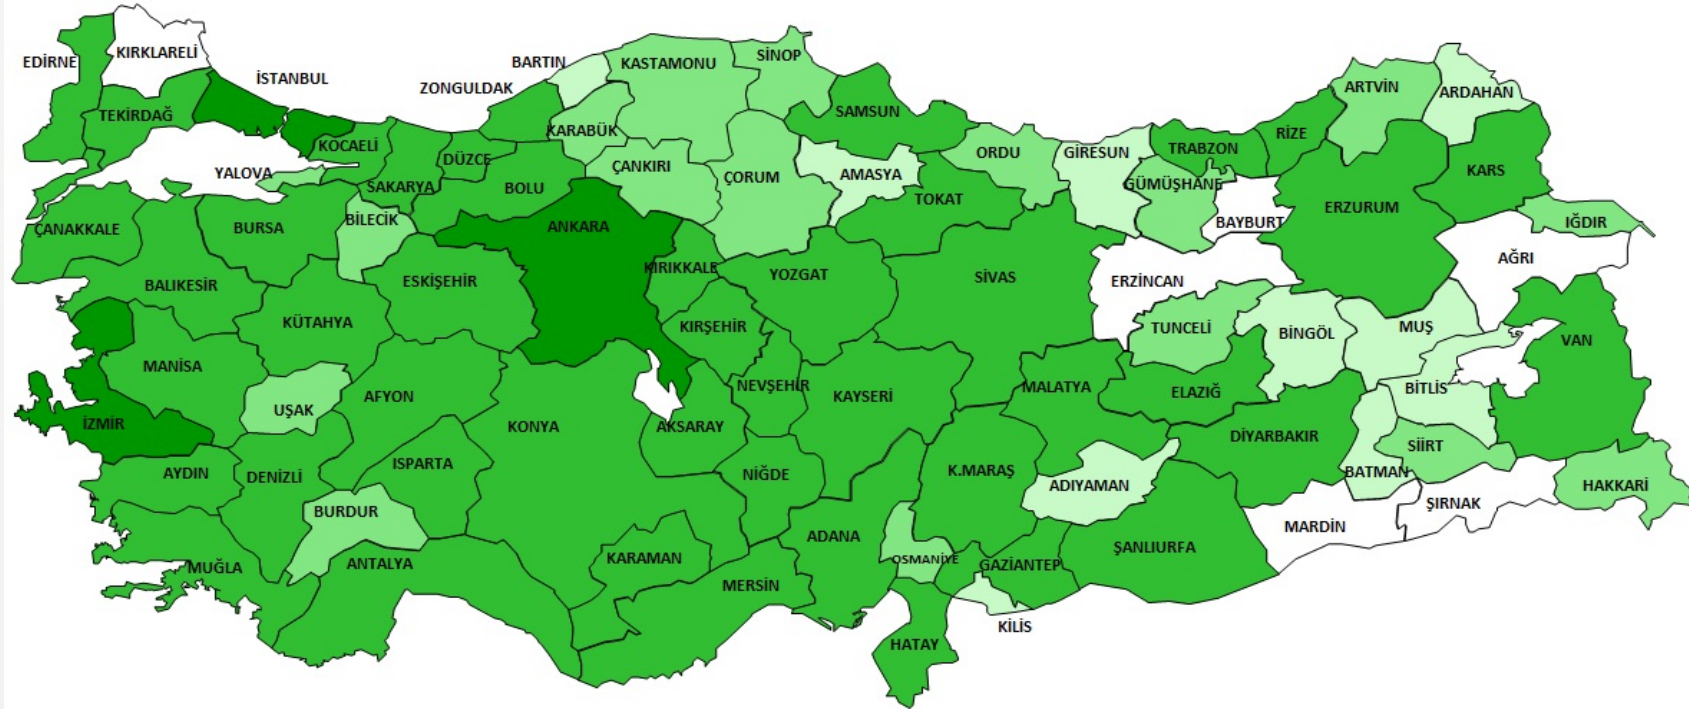 EDİRNE
KIRKLARELİ
İSTANBUL
TEKİRDAĞ
KOCAELİ
YALOVA
SAKARYA
DÜZCE
ZONGULDAK
BARTIN
KARABÜK
KASTAMONU
SİNOP
SAMSUN
BOLU
ÇANKIRI
ÇORUM
AMASYA
ORDU
GİRESUN
TRABZON
RİZE
ARTVİN
ARDAHAN
KARS
GÜMÜŞHANE
BAYBURT
ERZURUM
IĞDIR
AĞRI
TOKAT
ÇANAKKALE
BURSA
BİLECİK
ANKARA
ESKİŞEHİR
KIRIKKALE
YOZGAT
SİVAS
ERZİNCAN
BALIKESİR
KÜTAHYA
KIRŞEHİR
TUNCELİ
BİNGÖL
MUŞ
VAN
MANİSA
UŞAK
AFYON
NEVŞEHİR
KAYSERİ
MALATYA
ELAZIĞ
BİTLİS
İZMİR
KONYA
AKSARAY
DİYARBAKIR
SİİRT
BATMAN
AYDIN
DENİZLİ
ISPARTA
NİĞDE
K.MARAŞ
ADIYAMAN
HAKKARİ
BURDUR
ŞIRNAK
MARDİN
MUĞLA
ANTALYA
KARAMAN
MERSİN
ADANA
OSMANİYE
GAZİANTEP
ŞANLIURFA
KİLİS
HATAY